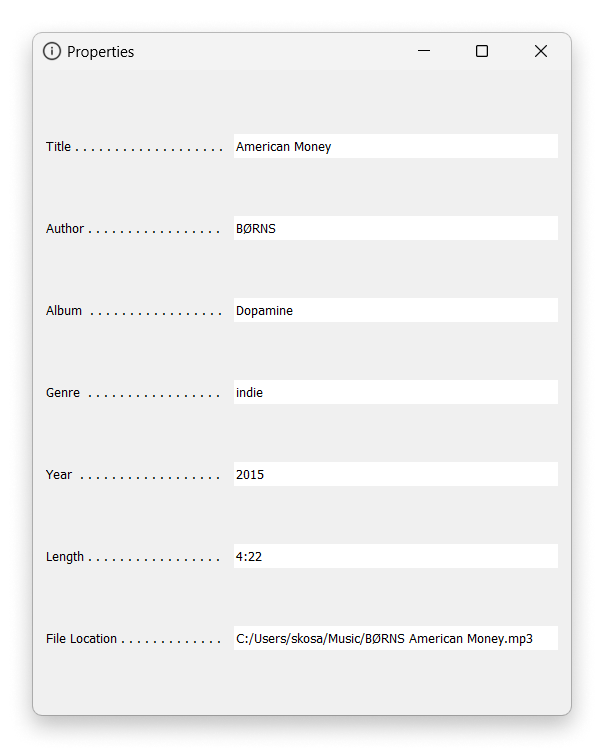 Properties
Title . . . . . . . . . . . . . . . . . . . American Money
Author . . . . . . . . . . . . . . . . . BØRNS
Album . . . . . . . . . . . . . . . . . Dopamine
Genre . . . . . . . . . . . . . . . . . indie
Year . . . . . . . . . . . . . . . . . . 2015
Length . . . . . . . . . . . . . . . . . 4:22
File Location . . . . . . . . . . . . . C:/Users/skosa/Music/BØRNS American Money.mp3